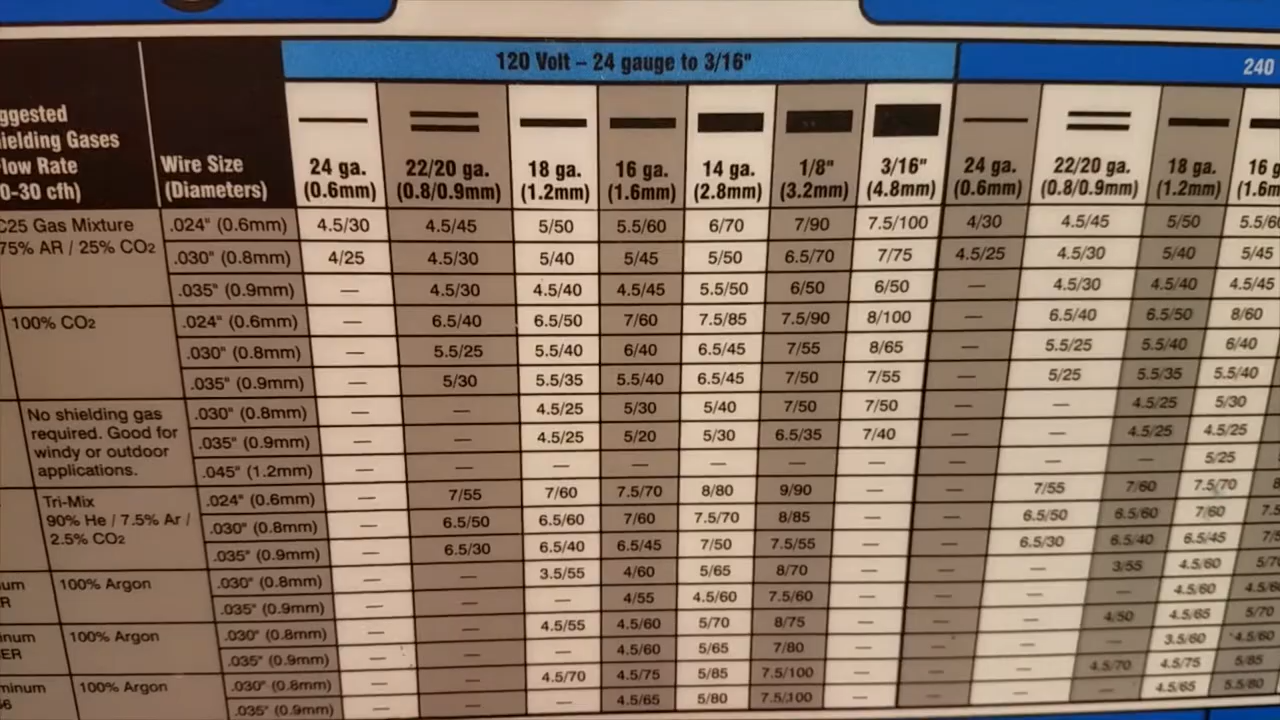 120 Volt – 24 gauge to 3/16"
240
ggested
ielding Gases
low Rate
0-30 cfh)
Wire Size
(Diameters)
24 ga.
(0.6mm)
22/20 ga.
(0.8/0.9mm)
18 ga.
(1.2mm)
16 ga.
(1.6mm)
14 ga.
(2.8mm)
1/8"
(3.2mm)
3/16"
(4.8mm)
24 ga.
(0.6mm)
22/20 ga.
(0.8/0.9mm)
18 ga.
(1.2mm)
16 g
(1.6m
C25 Gas Mixture
75% AR / 25% CO2
.024" (0.6mm) 4.5/30 4.5/45 5/50 5.5/60 6/70 7/90 7.5/100 4/30 4.5/45 5/50 5.5/60
.030" (0.8mm) 4/25 4.5/30 5/40 5/45 5/50 6.5/70 7/75 4.5/25 4.5/30 5/40 5/45
.035" (0.9mm) — 4.5/30 4.5/40 4.5/45 5.5/50 6/50 6/50 — 4.5/30 4.5/40 4.5/45
100% CO2
.024" (0.6mm) — 6.5/40 6.5/50 7/60 7.5/85 7.5/90 8/100 — 6.5/40 6.5/50 8/60
.030" (0.8mm) — 5.5/25 5.5/40 6/40 6.5/45 7/55 8/65 — 5.5/25 5.5/40 6/40
.035" (0.9mm) — 5/30 5.5/35 5.5/40 6.5/45 7/50 7/55 — 5/25 5.5/35 5.5/40
No shielding gas
required. Good for
windy or outdoor
applications.
.030" (0.8mm) — — 4.5/25 5/30 5/40 7/50 7/50 — — 4.5/25 5/30
.035" (0.9mm) — — 4.5/25 5/20 5/30 6.5/35 7/40 — — 4.5/25 4.5/25
.045" (1.2mm) — — — — — — — — — — 5/25
Tri-Mix
90% He / 7.5% Ar /
2.5% CO2
.024" (0.6mm) — 7/55 7/60 7.5/70 8/80 9/90 — — 7/55 7/60 7.5/70 8
.030" (0.8mm) — 6.5/50 6.5/60 7/60 7.5/70 8/85 — — 6.5/50 6.5/60 7/60 7.5
.035" (0.9mm) — 6.5/30 6.5/40 6.5/45 7/50 7.5/55 — — 6.5/30 6.5/40 6.5/45 7/5
um
R
100% Argon
.030" (0.8mm) — — 3.5/55 4/60 5/65 8/70 — — — 3/55 4.5/60 5/70
.035" (0.9mm) — — — 4/55 4.5/60 7.5/60 — — — — 4.5/60 4.5/6
inum
ER
100% Argon
.030" (0.8mm) — — 4.5/55 4.5/60 5/70 8/75 — — — 4/50 4.5/65 5/70
.035" (0.9mm) — — — 4.5/60 5/65 7/80 — — — — 3.5/60 4.5/60
minum
6
100% Argon
.030" (0.8mm) — — 4.5/70 4.5/75 5/85 7.5/100 — — — 4.5/70 4.5/75 5/85
.035" (0.9mm) — — — 4.5/65 5/80 7.5/100 — — — — 4.5/65 5.5/80